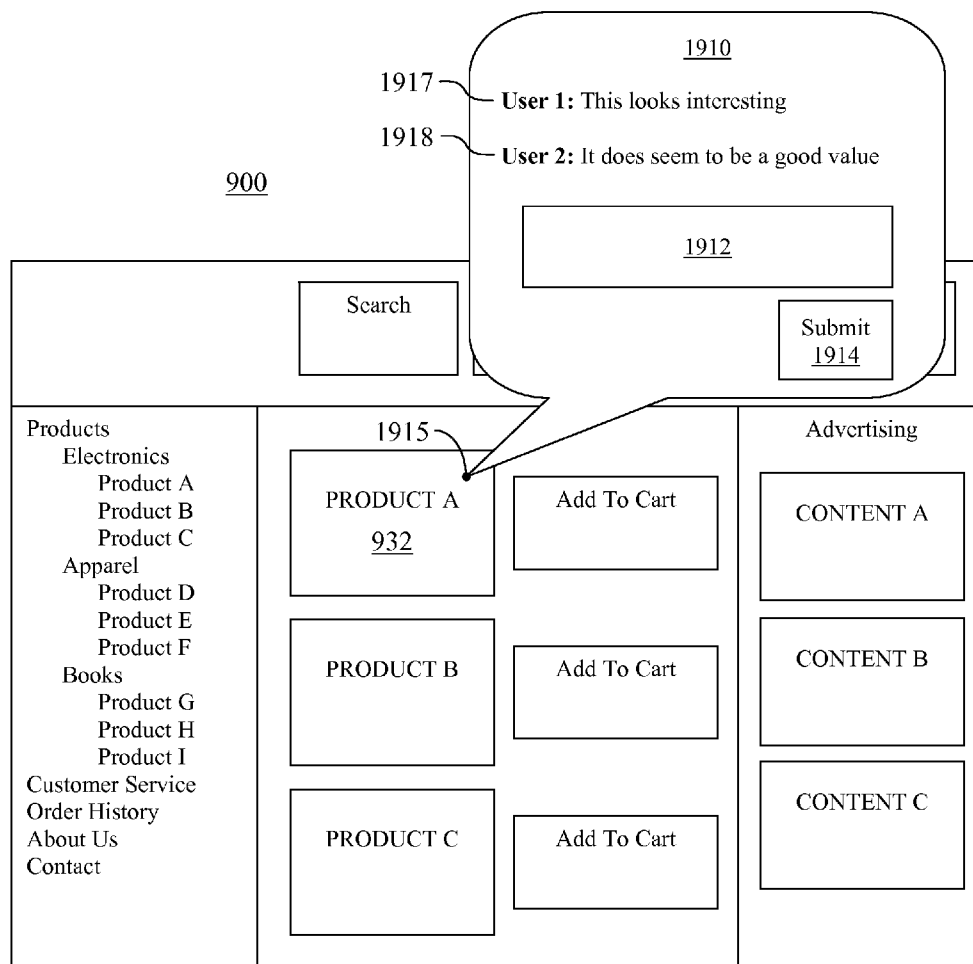 1910
1917
User 1: This looks interesting
1918
User 2: It does seem to be a good value
900
1912
Search
Submit
1914
Products
Electronics
Product A
Product B
Product C
Apparel
Product D
Product E
Product F
Books
Product G
Product H
Product I
Customer Service
Order History
About Us
Contact
1915
PRODUCT A
932
Add To Cart
PRODUCT B
Add To Cart
PRODUCT C
Add To Cart
Advertising
CONTENT A
CONTENT B
CONTENT C